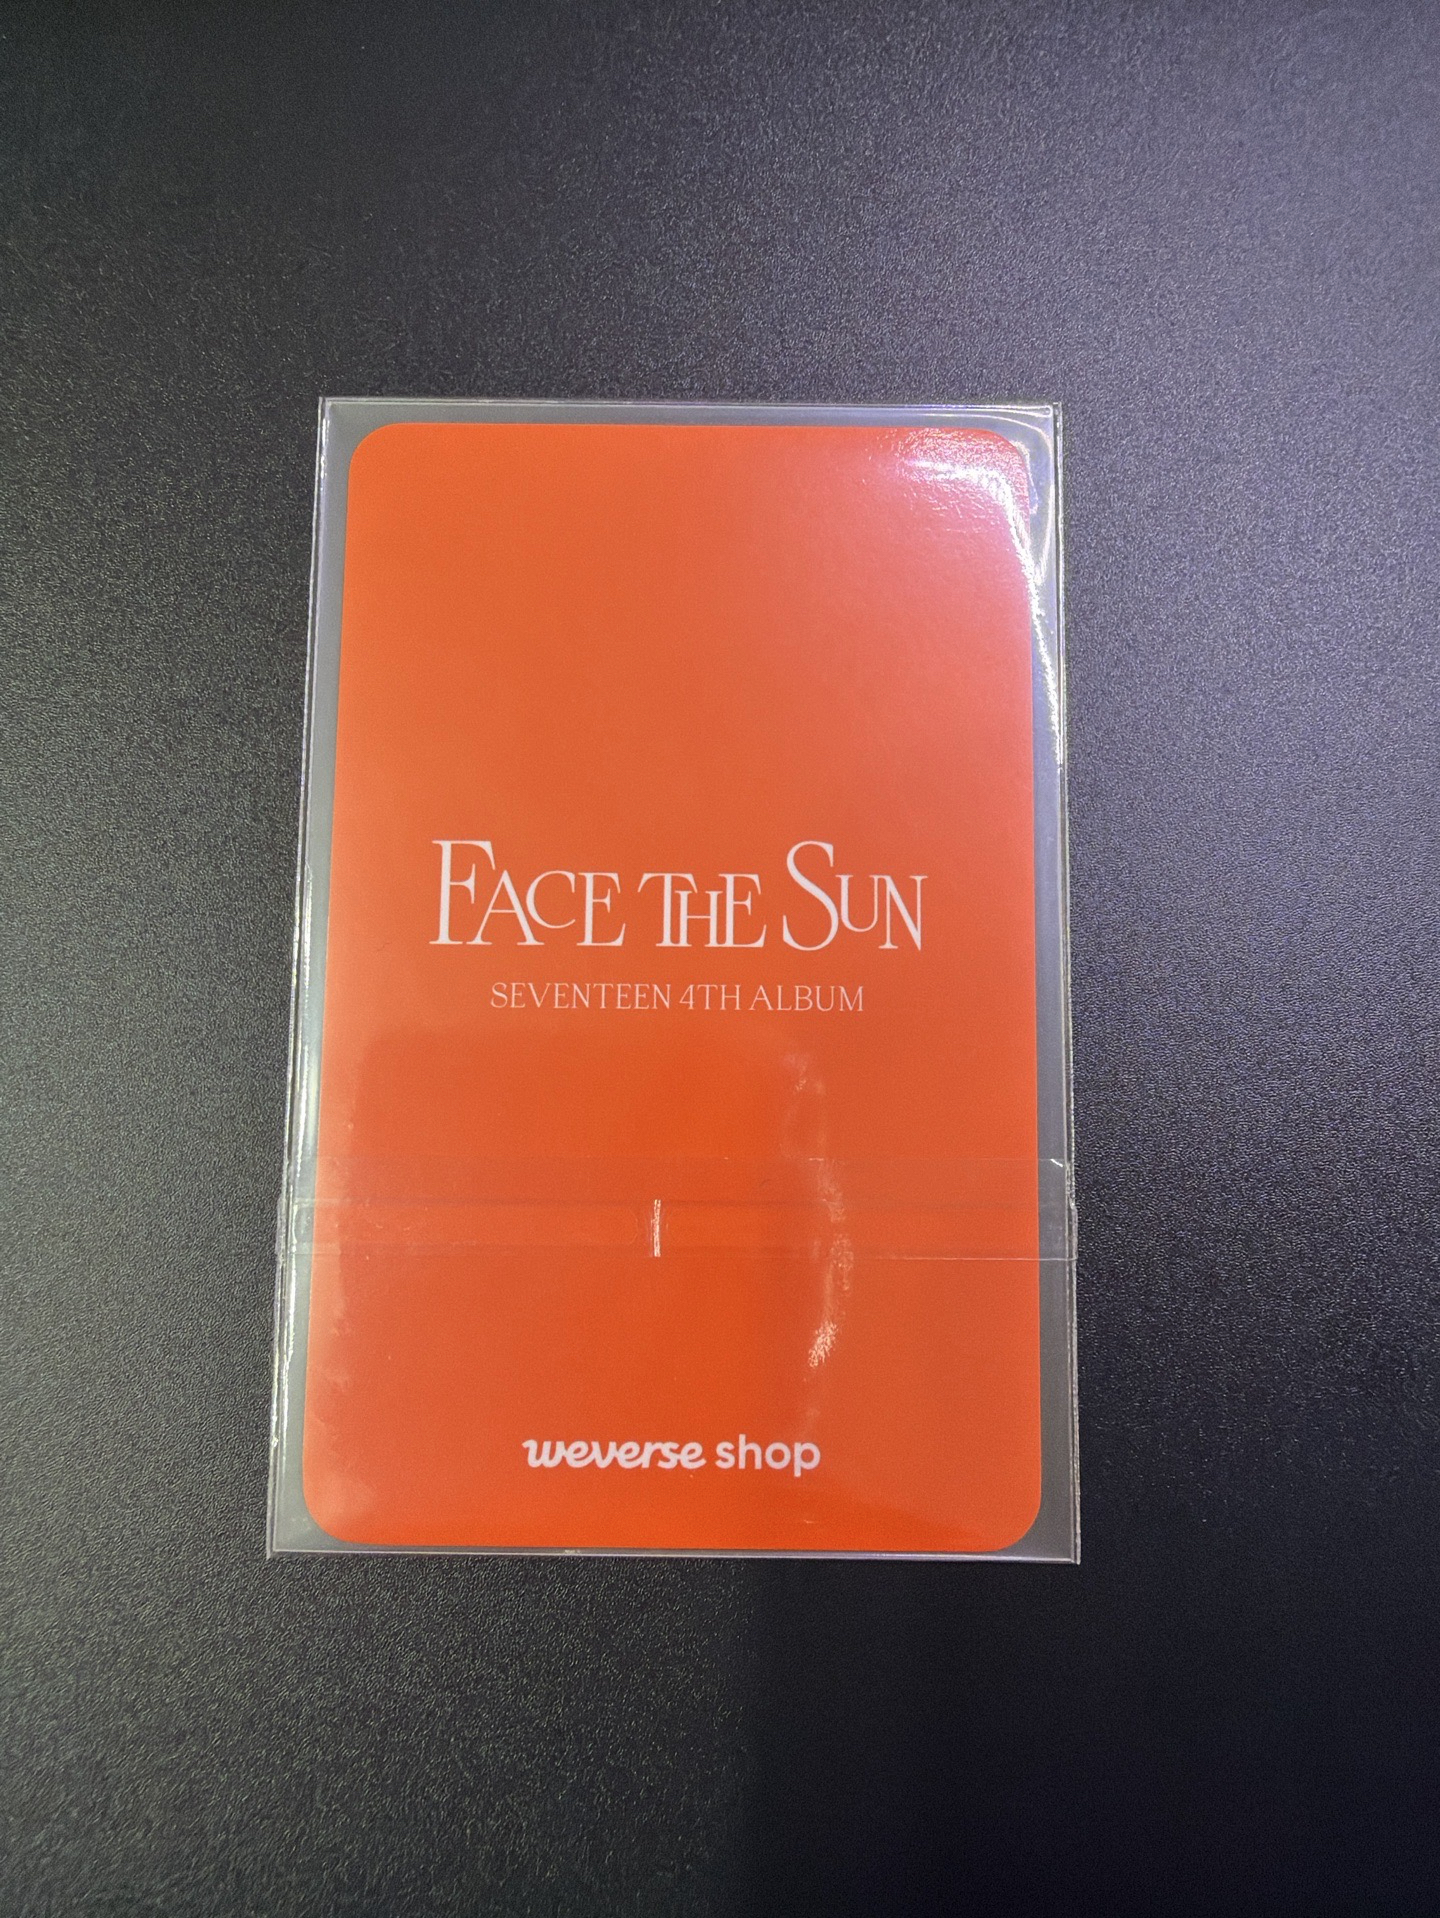 FACE THE SUN
SEVENTEEN 4TH ALBUM
weverse shop